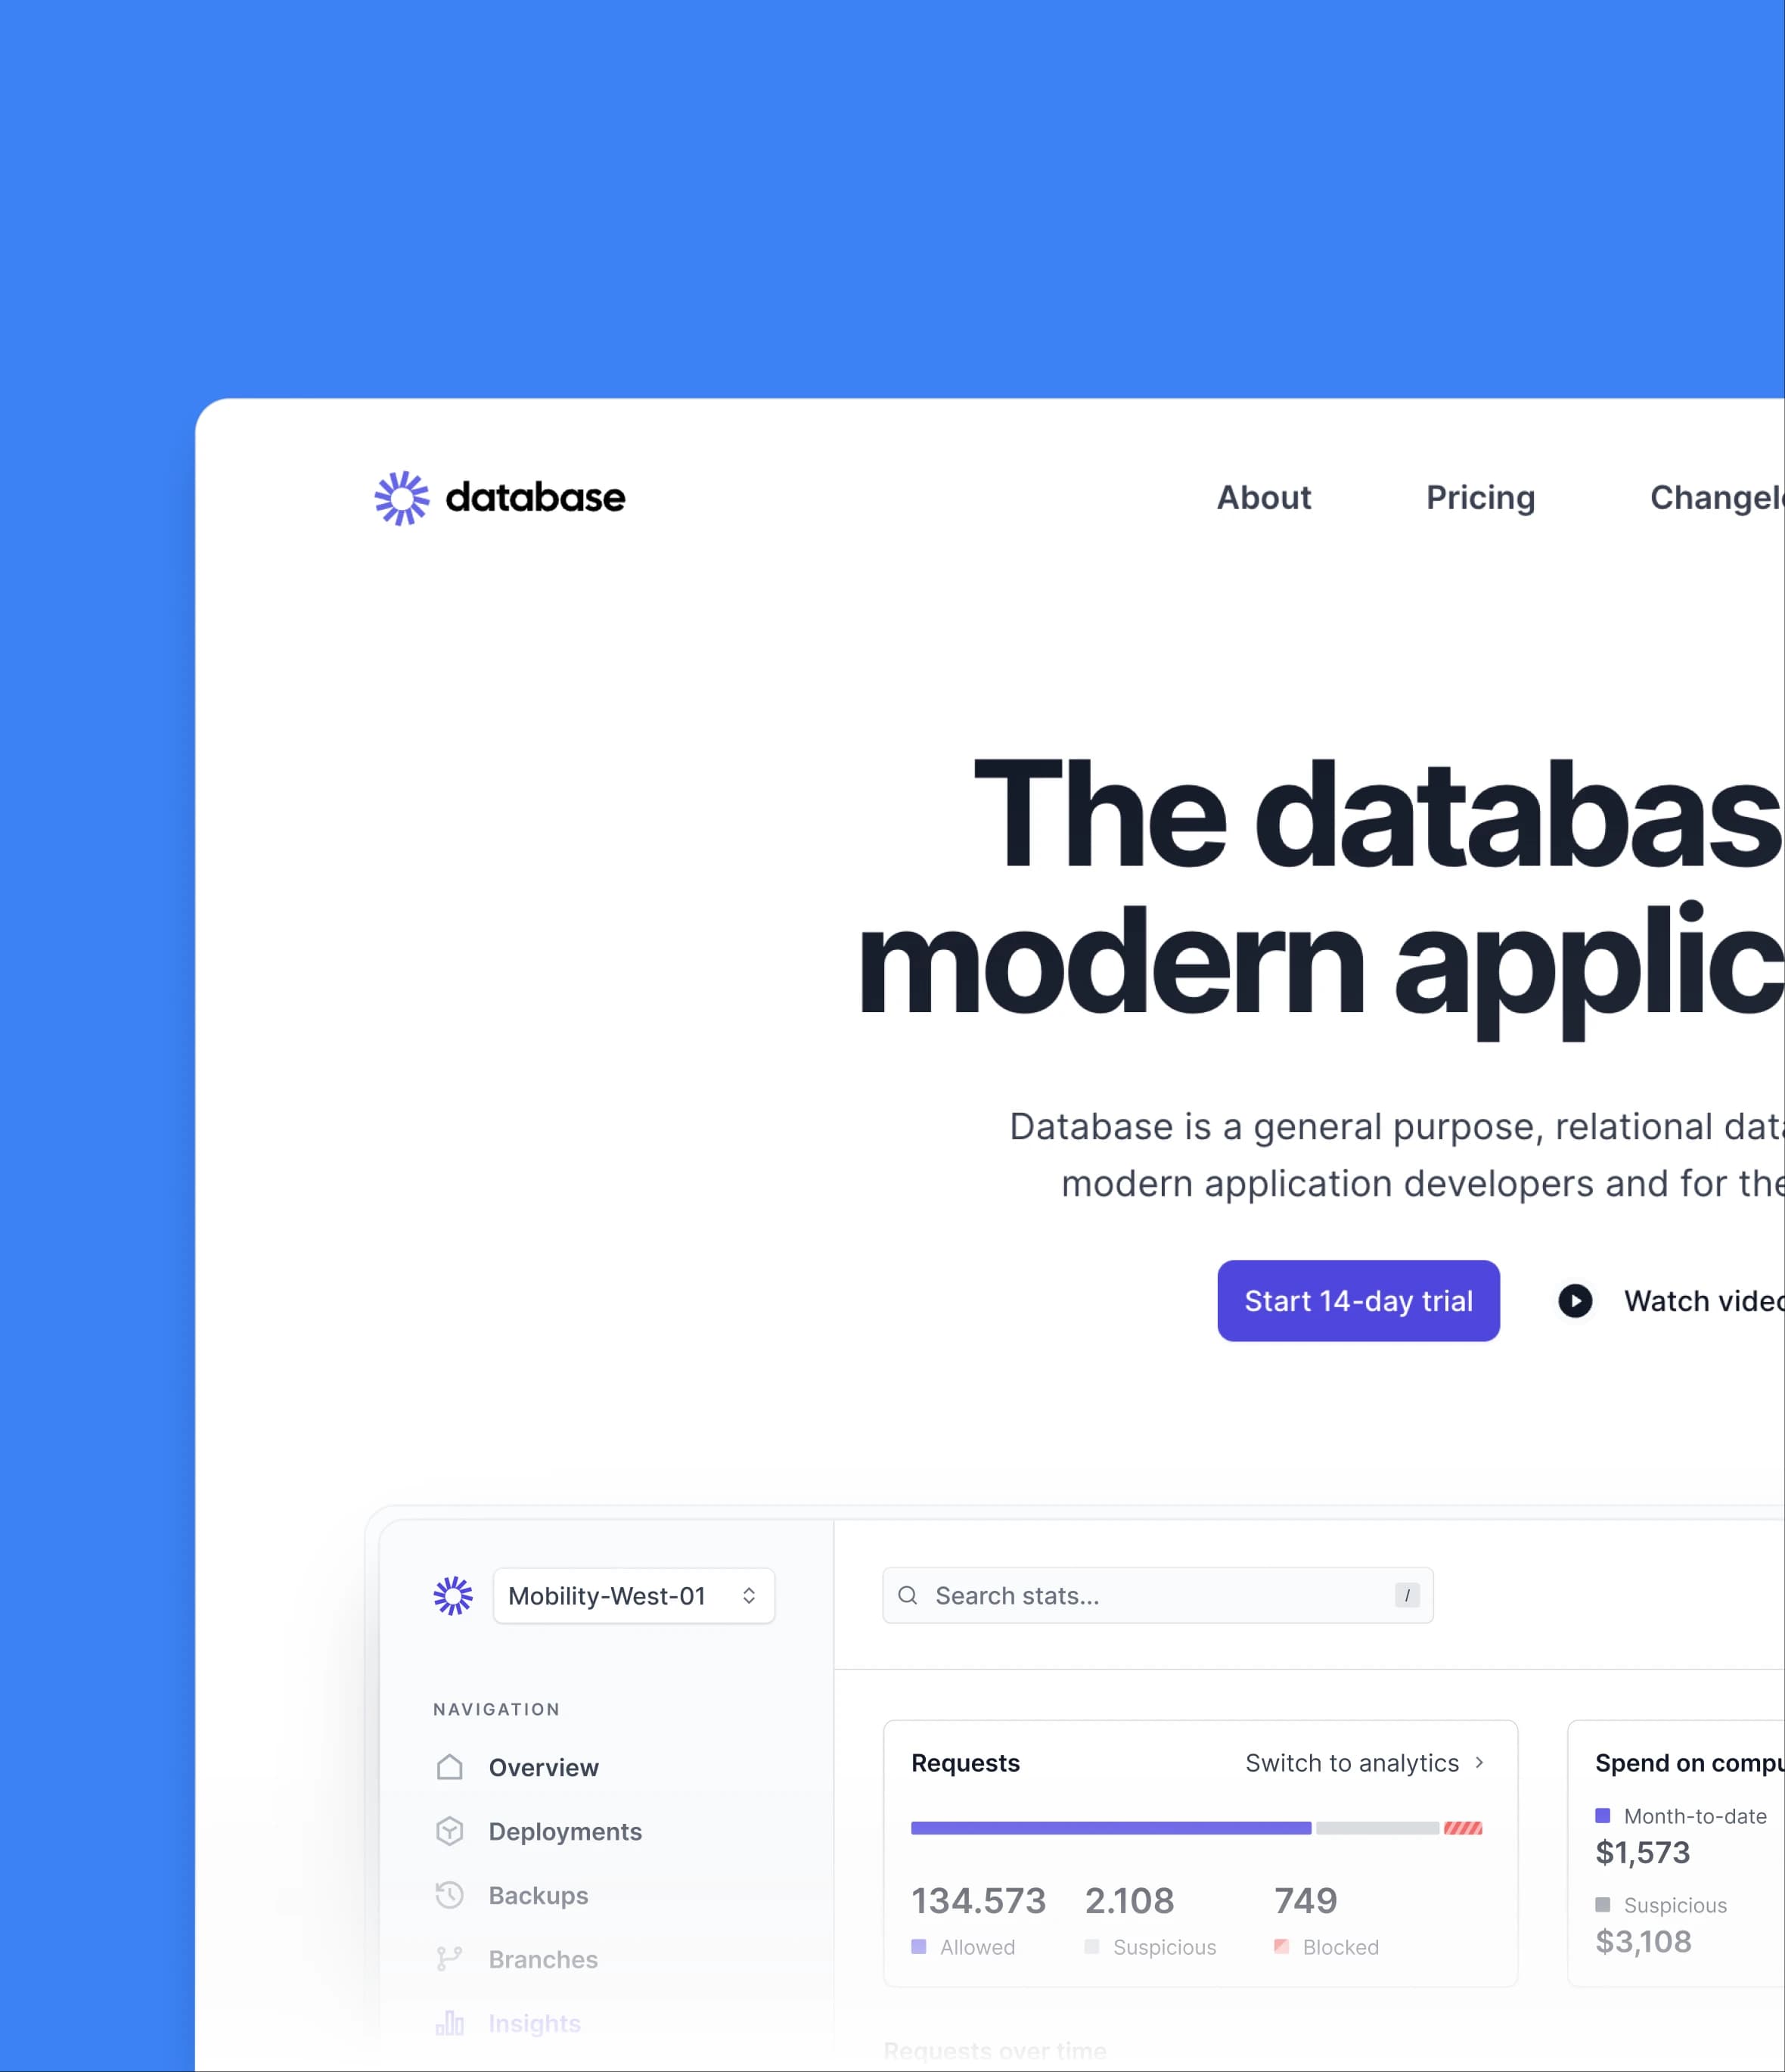 database
About Pricing Changelo
The databas
modern applic
Database is a general purpose, relational data
modern application developers and for the
Start 14-day trial
Watch video
Mobility-West-01
Search stats...
/
NAVIGATION
Overview
Deployments
Backups
Branches
Insights
Requests
Switch to analytics
134.573 2.108 749
Allowed Suspicious Blocked
Spend on compu
Month-to-date
$1,573
Suspicious
$3,108
Requests over time